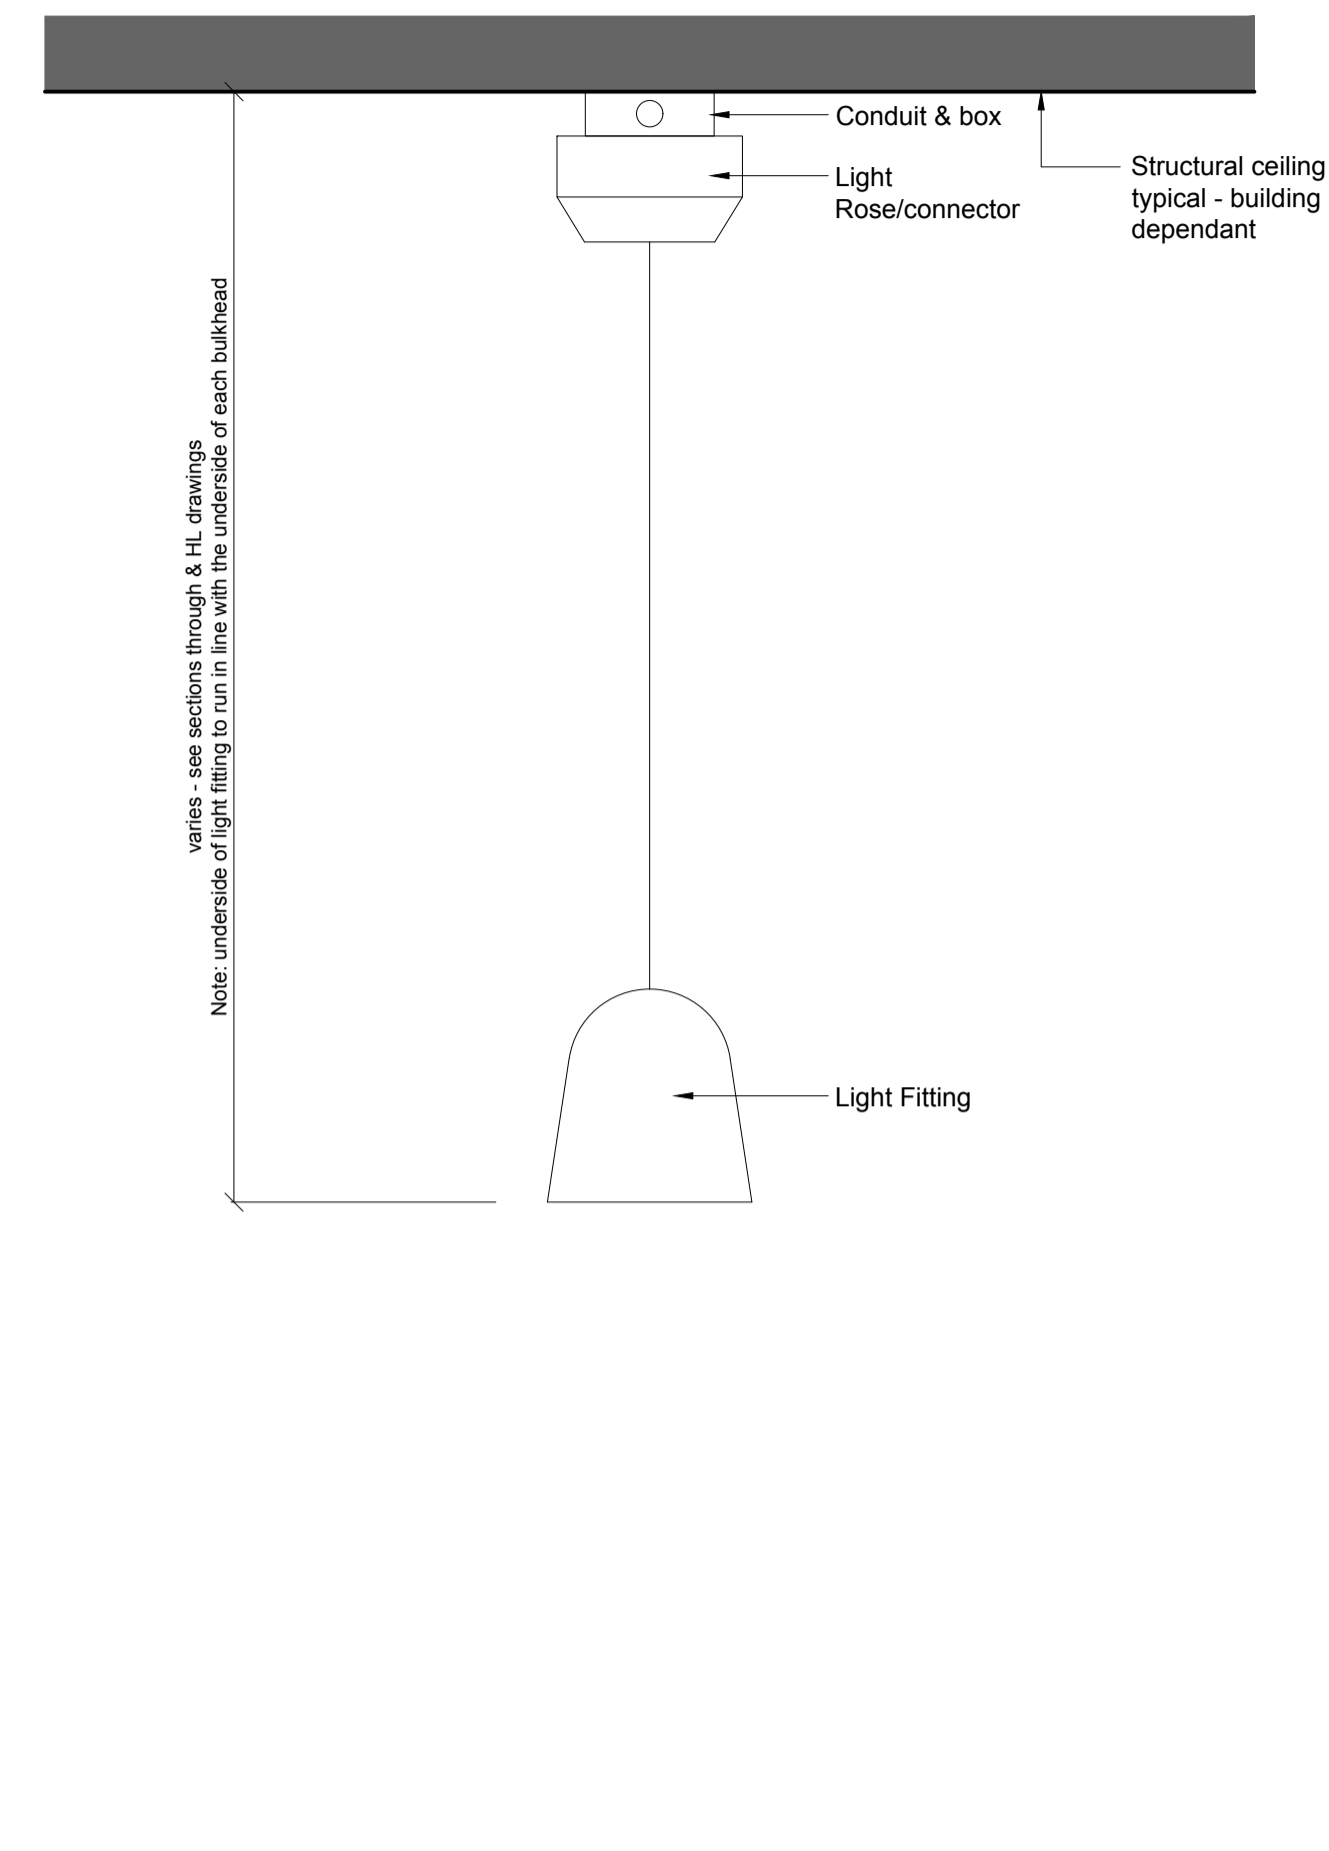 Conduit & box
Light
Rose/connector
Structural ceiling
typical - building
dependant
varies - see sections through & HL drawings
Note: underside of light fitting to run in line with the underside of each bulkhead
Light Fitting